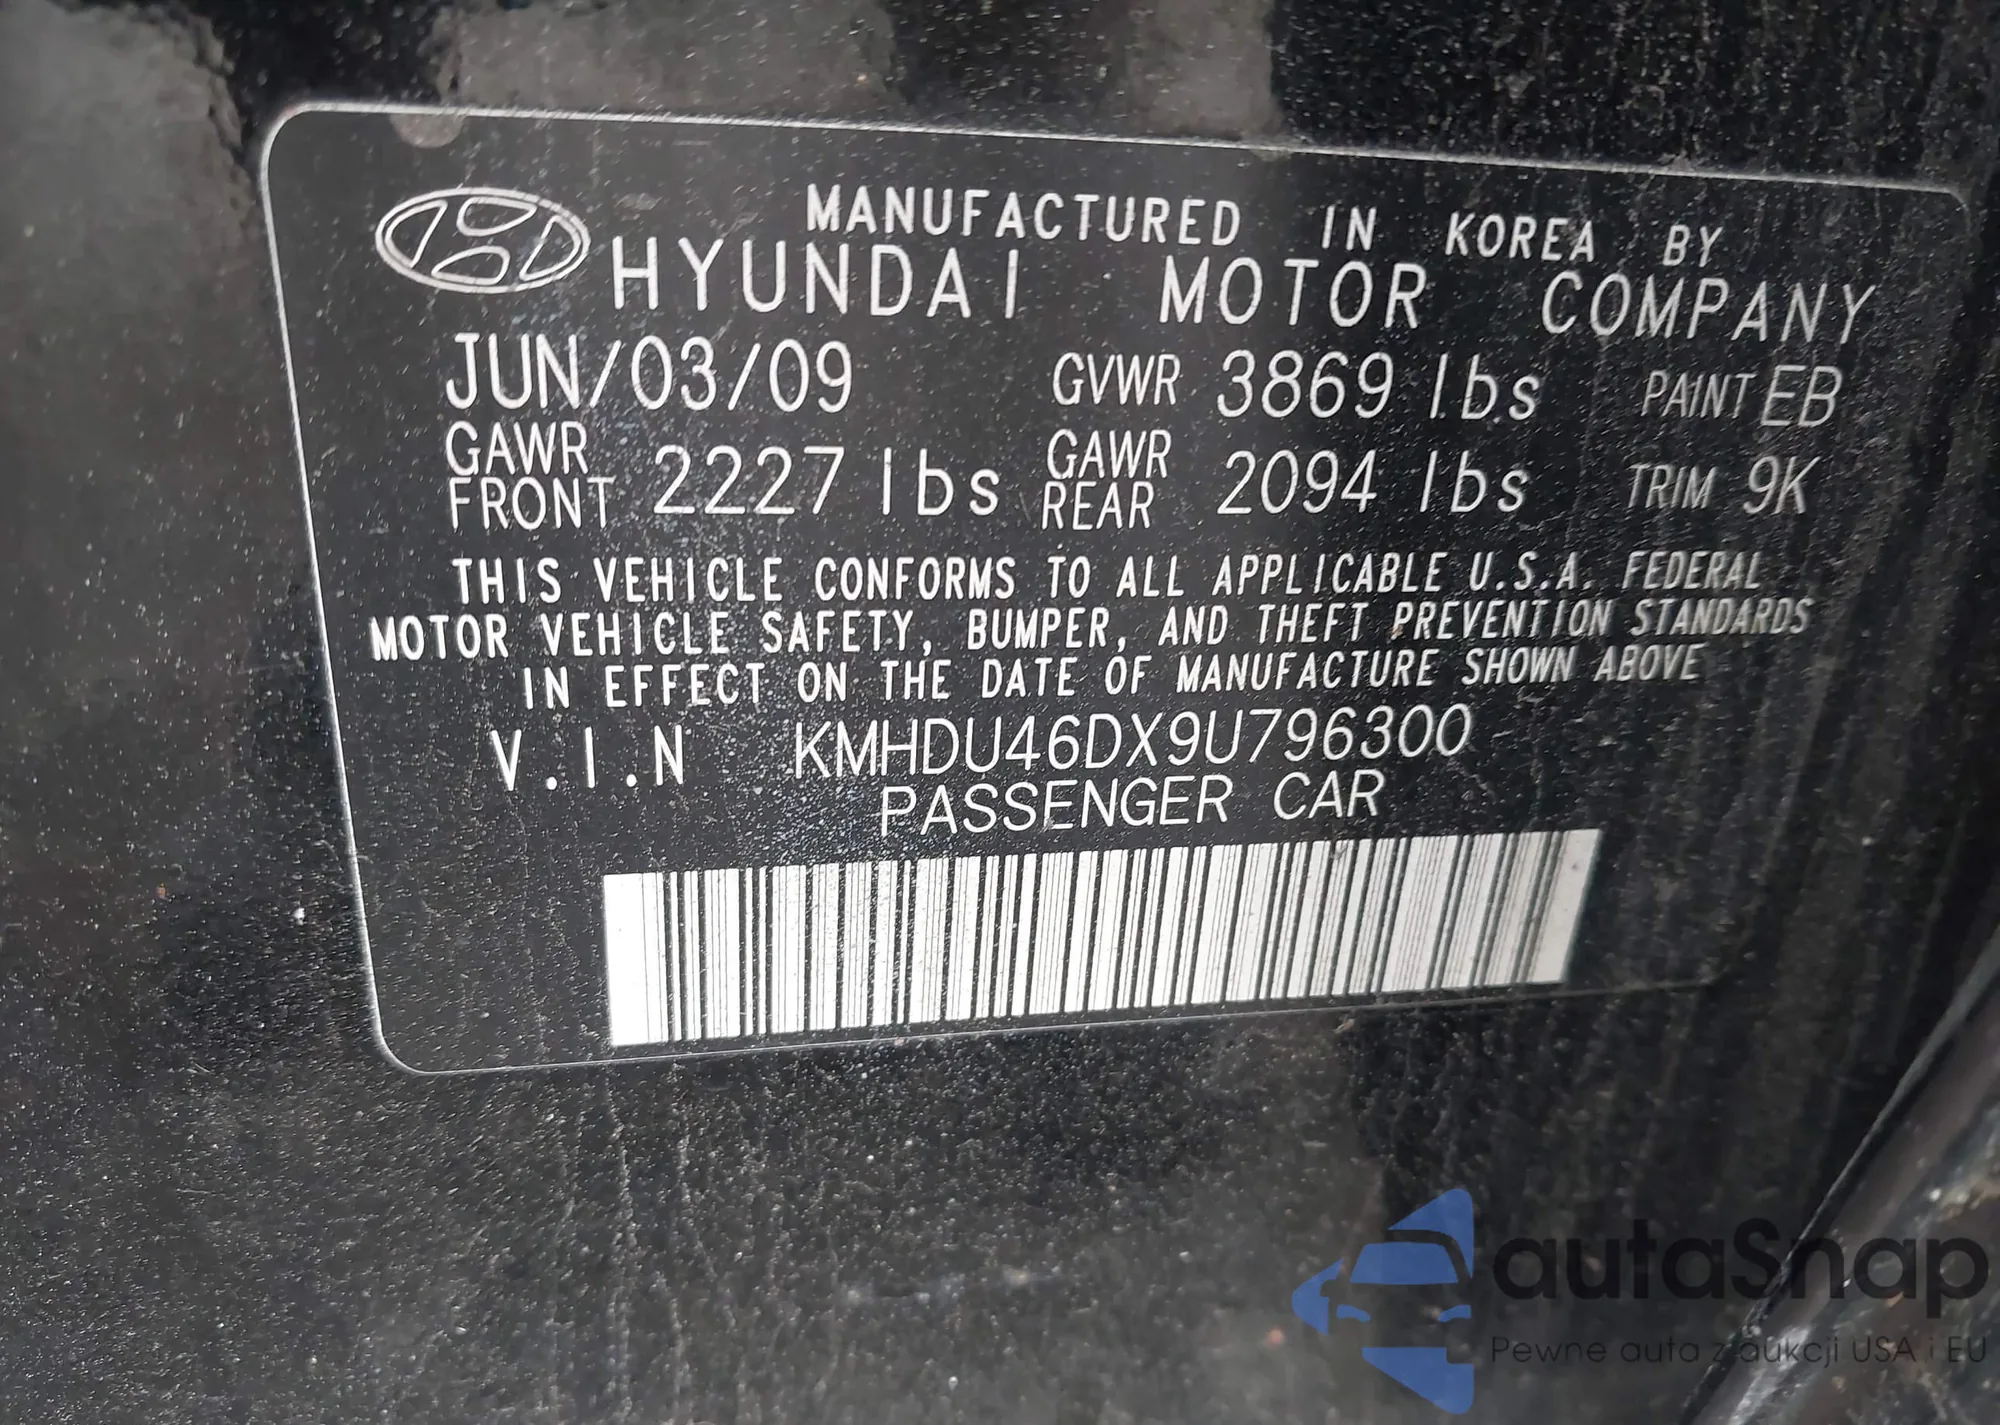 MANUFACTURED IN KOREA BY
HYUNDAI MOTOR COMPANY
JUN/03/09 GVWR 3869 lbs PAINT EB
GAWR FRONT 2227 lbs GAWR REAR 2094 lbs TRIM 9K
THIS VEHICLE CONFORMS TO ALL APPLICABLE U.S.A. FEDERAL
MOTOR VEHICLE SAFETY, BUMPER, AND THEFT PREVENTION STANDARDS
IN EFFECT ON THE DATE OF MANUFACTURE SHOWN ABOVE
V.I.N KMHDU46DX9U796300
PASSENGER CAR
autaSnap
Pewne auta z aukcji USA i EU